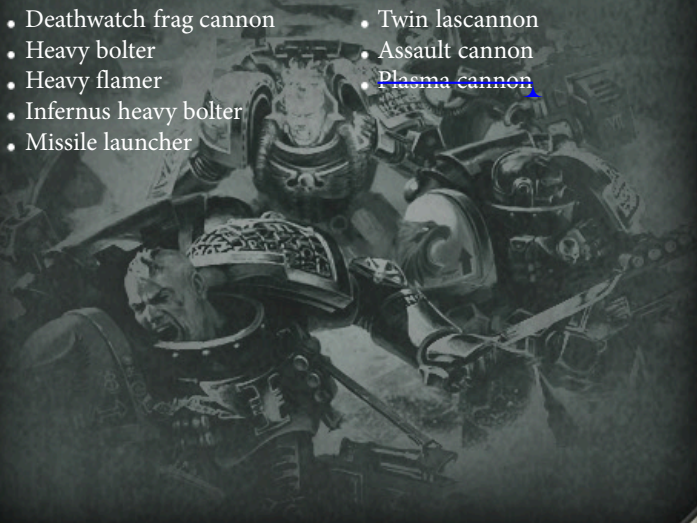 Deathwatch frag cannon
Heavy bolter
Heavy flamer
Infernus heavy bolter
Missile launcher
Twin lascannon
Assault cannon
Plasma cannon